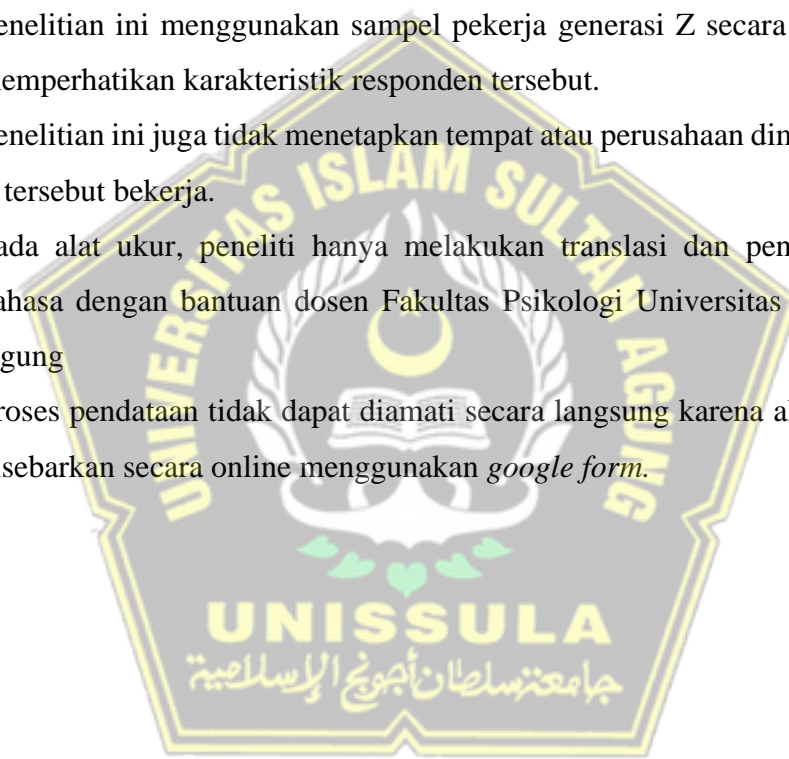 enelitian ini menggunakan sampel pekerja generasi Z secara
emperhatikan karakteristik responden tersebut.
enelitian ini juga tidak menetapkan tempat atau perusahaan din
tersebut bekerja.
ada alat ukur, peneliti hanya melakukan translasi dan pen
ahasa dengan bantuan dosen Fakultas Psikologi Universitas
gung
roses pendataan tidak dapat diamati secara langsung karena al
isebarkan secara online menggunakan google form.
UNIVERSITAS ISLAM SULTAN AGUNG
UNISSULA
جامعة سلطان أجونج الإسلامية